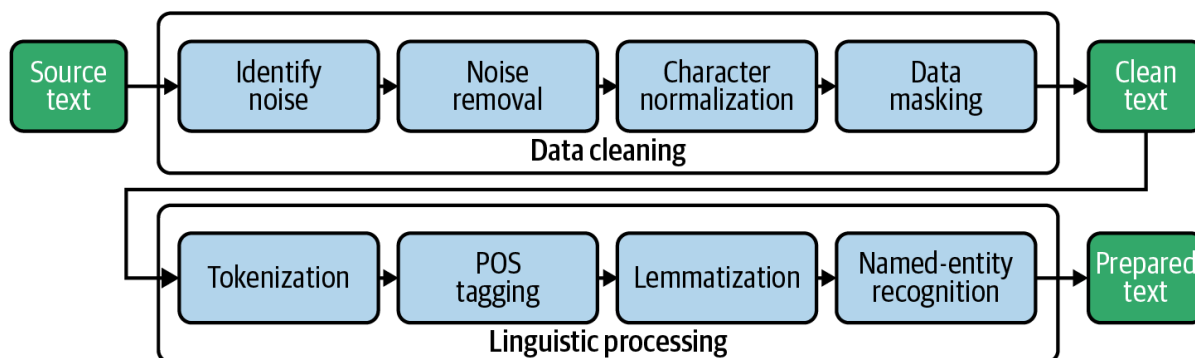 Source
text
Identify
noise
Noise
removal
Character
normalization
Data
masking
Clean
text
Data cleaning
Tokenization
POS
tagging
Lemmatization
Named-entity
recognition
Prepared
text
Linguistic processing